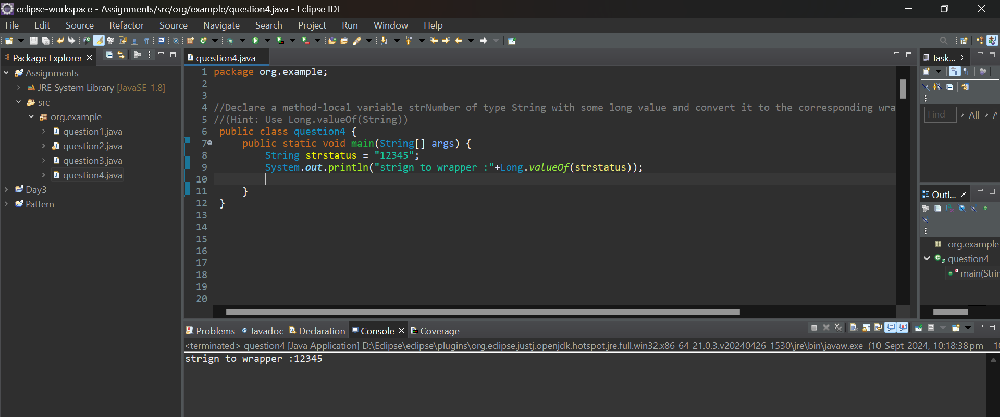 eclipse-workspace - Assignments/src/org/example/question4.java - Eclipse IDE
File Edit Source Refactor Source Navigate Search Project Run Window Help
Package Explorer
Assignments
JRE System Library [JavaSE-1.8]
src
org.example
question1.java
question2.java
question3.java
question4.java
Day3
Pattern
question4.java
1 package org.example;
2
3
4 //Declare a method-local variable strNumber of type String with some long value and convert it to the corresponding wra
5 //(Hint: Use Long.valueOf(String))
6 public class question4 {
7 public static void main(String[] args) {
8 String strstatus = "12345";
9 System.out.println("strign to wrapper :"+Long.valueOf(strstatus));
10
11 }
12 }
13
14
15
16
17
18
19
20
Task...
Find All A
Outl...
org.example
question4
main(Strin
Problems Javadoc Declaration Console Coverage
<terminated> question4 [Java Application] D:\Eclipse\eclipse\plugins\org.eclipse.justj.openjdk.hotspot.jre.full.win32.x86_64_21.0.3.v20240426-1530\jre\bin\javaw.exe (10-Sept-2024, 10:18:38 pm – 10
strign to wrapper :12345